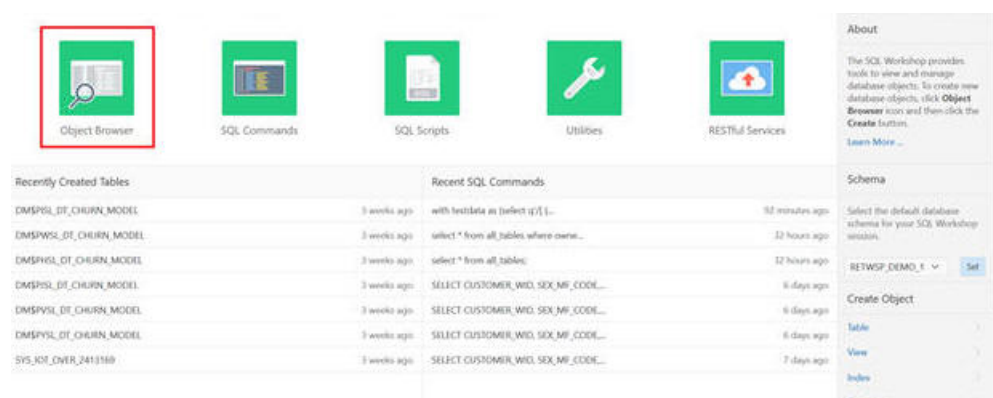 Object Browser
SQL Commands
SQL Scripts
Utilities
RESTful Services
Recently Created Tables
DM$PISL_DT_CHURN_MODEL 3 weeks ago
DM$PWSL_DT_CHURN_MODEL 3 weeks ago
DM$PHSL_DT_CHURN_MODEL 3 weeks ago
3 weeks ago
DM$PVSL_DT_CHURN_MODEL 3 weeks ago
DM$PYSL_DT_CHURN_MODEL 3 weeks ago
SYS_IOT_OVER_2413160 3 weeks ago
Recent SQL Commands
with testdata as (select 92 minutes ago
select * from all_tables where owne... 32 hours ago
select * from all_tables; 32 hours ago
SELECT CUSTOMER_WID, SEX_MF_CODE,... 6 days ago
SELECT CUSTOMER_WID, SEX_MF_CODE,... 6 days ago
SELECT CUSTOMER_WID, SEX_MF_CODE,... 6 days ago
SELECT CUSTOMER_WID, SEX_MF_CODE,... 7 days ago
About
The SQL Workshop provides
tools to view and manage
database objects. To create new
database objects, click Object
Browser icon and then click the
Create button.
Learn More ...
Schema
Select the default database
schema for your SQL Workshop
session.
RETWSP_DEMO_1 Set
Create Object
Table
View
Index